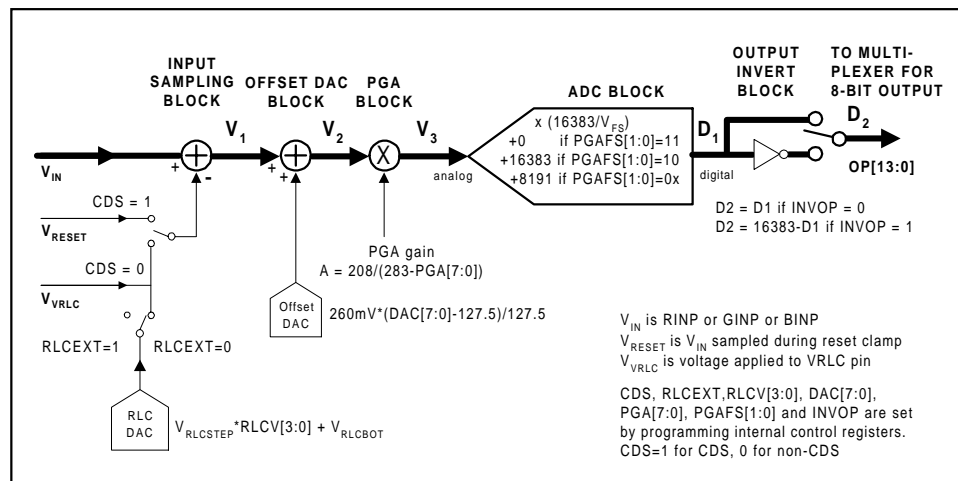 INPUT
SAMPLING
BLOCK
OFFSET DAC
BLOCK
PGA
BLOCK
ADC BLOCK
OUTPUT
INVERT
BLOCK
TO MULTI-
PLEXER FOR
8-BIT OUTPUT
V1
V2
V3
x (16383/VFS)
+0 if PGAFS[1:0]=11
+16383 if PGAFS[1:0]=10
+8191 if PGAFS[1:0]=0x
D1
D2
VIN
+
-
+
+
X
analog
digital
OP[13:0]
CDS = 1
VRESET
CDS = 0
VVRLC
D2 = D1 if INVOP = 0
D2 = 16383-D1 if INVOP = 1
PGA gain
A = 208/(283-PGA[7:0])
Offset
DAC
260mV*(DAC[7:0]-127.5)/127.5
RLCEXT=1
RLCEXT=0
RLC
DAC
VRLCSTEP*RLCV[3:0] + VRLCBOT
VIN is RINP or GINP or BINP
VRESET is VIN sampled during reset clamp
VVRLC is voltage applied to VRLC pin
CDS, RLCEXT,RLCV[3:0], DAC[7:0],
PGA[7:0], PGAFS[1:0] and INVOP are set
by programming internal control registers.
CDS=1 for CDS, 0 for non-CDS